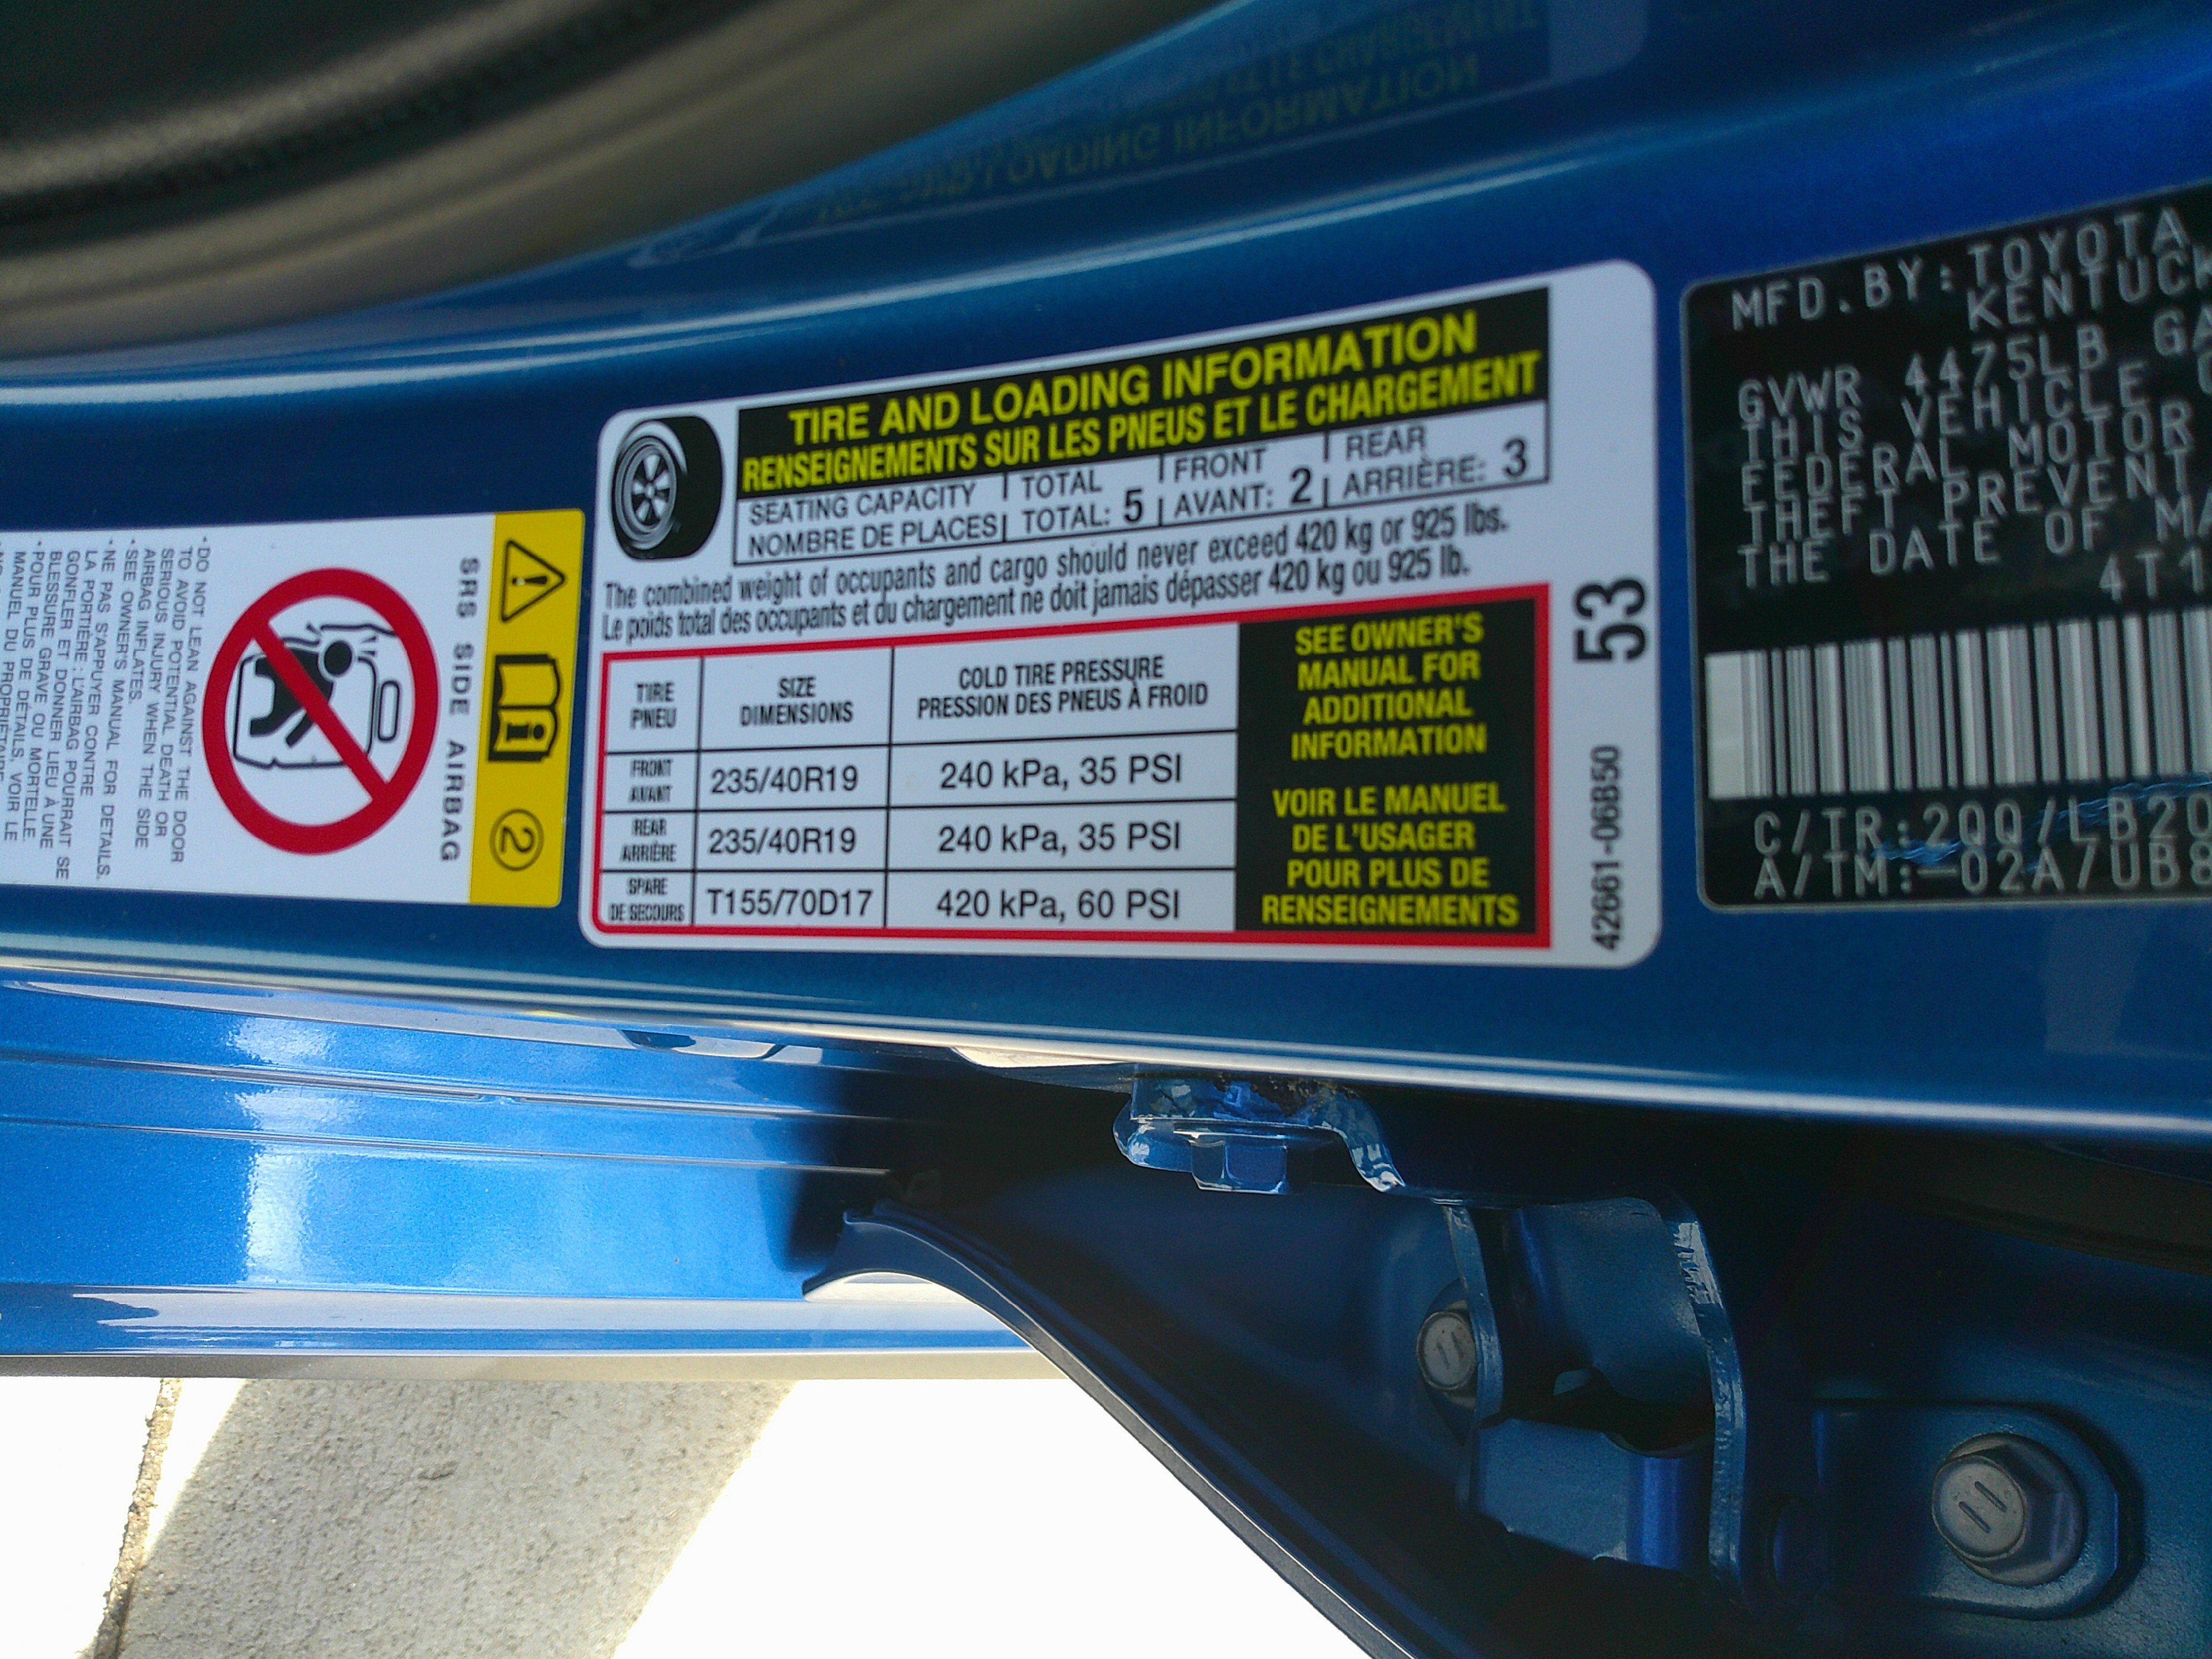 TIRE AND LOADING INFORMATION
RENSEIGNEMENTS SUR LES PNEUS ET LE CHARGEMENT
SEATING CAPACITY
NOMBRE DE PLACES
TOTAL
TOTAL: 5
FRONT
AVANT: 2
REAR
ARRIÈRE: 3
The combined weight of occupants and cargo should never exceed 420 kg or 925 lbs.
Le poids total des occupants et du chargement ne doit jamais dépasser 420 kg ou 925 lb.
TIRE
PNEU
SIZE
DIMENSIONS
COLD TIRE PRESSURE
PRESSION DES PNEUS À FROID
FRONT
AVANT
235/40R19
240 kPa, 35 PSI
REAR
ARRIÈRE
235/40R19
240 kPa, 35 PSI
SPARE
DE SECOURS
T155/70D17
420 kPa, 60 PSI
SEE OWNER'S
MANUAL FOR
ADDITIONAL
INFORMATION
VOIR LE MANUEL
DE L'USAGER
POUR PLUS DE
RENSEIGNEMENTS
53
42661-06B50
SRS SIDE AIRBAG
2
• DO NOT LEAN AGAINST THE DOOR
TO AVOID POTENTIAL DEATH OR
SERIOUS INJURY WHEN THE SIDE
AIRBAG INFLATES.
• SEE OWNER'S MANUAL FOR DETAILS.
• NE PAS S'APPUYER CONTRE
LA PORTIÈRE : L'AIRBAG POURRAIT SE
GONFLER ET DONNER LIEU À UNE
BLESSURE GRAVE OU MORTELLE.
• POUR PLUS DE DÉTAILS, VOIR LE
MANUEL DU PROPRIÉTAIRE.
MFD.BY:TOYOTA
KENTUCK
GVWR 4475LB GA
THIS VEHICLE
FEDERAL MOTOR
THEFT PREVENT
THE DATE OF MA
4T1
C/TR:200/LB20
A/TM:-02A/UB8